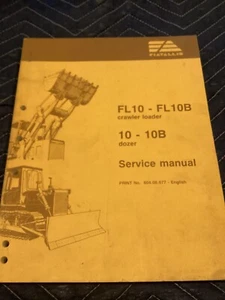 FIATALLIS
FL10 - FL10B
crawler loader
10 - 10B
dozer
Service manual